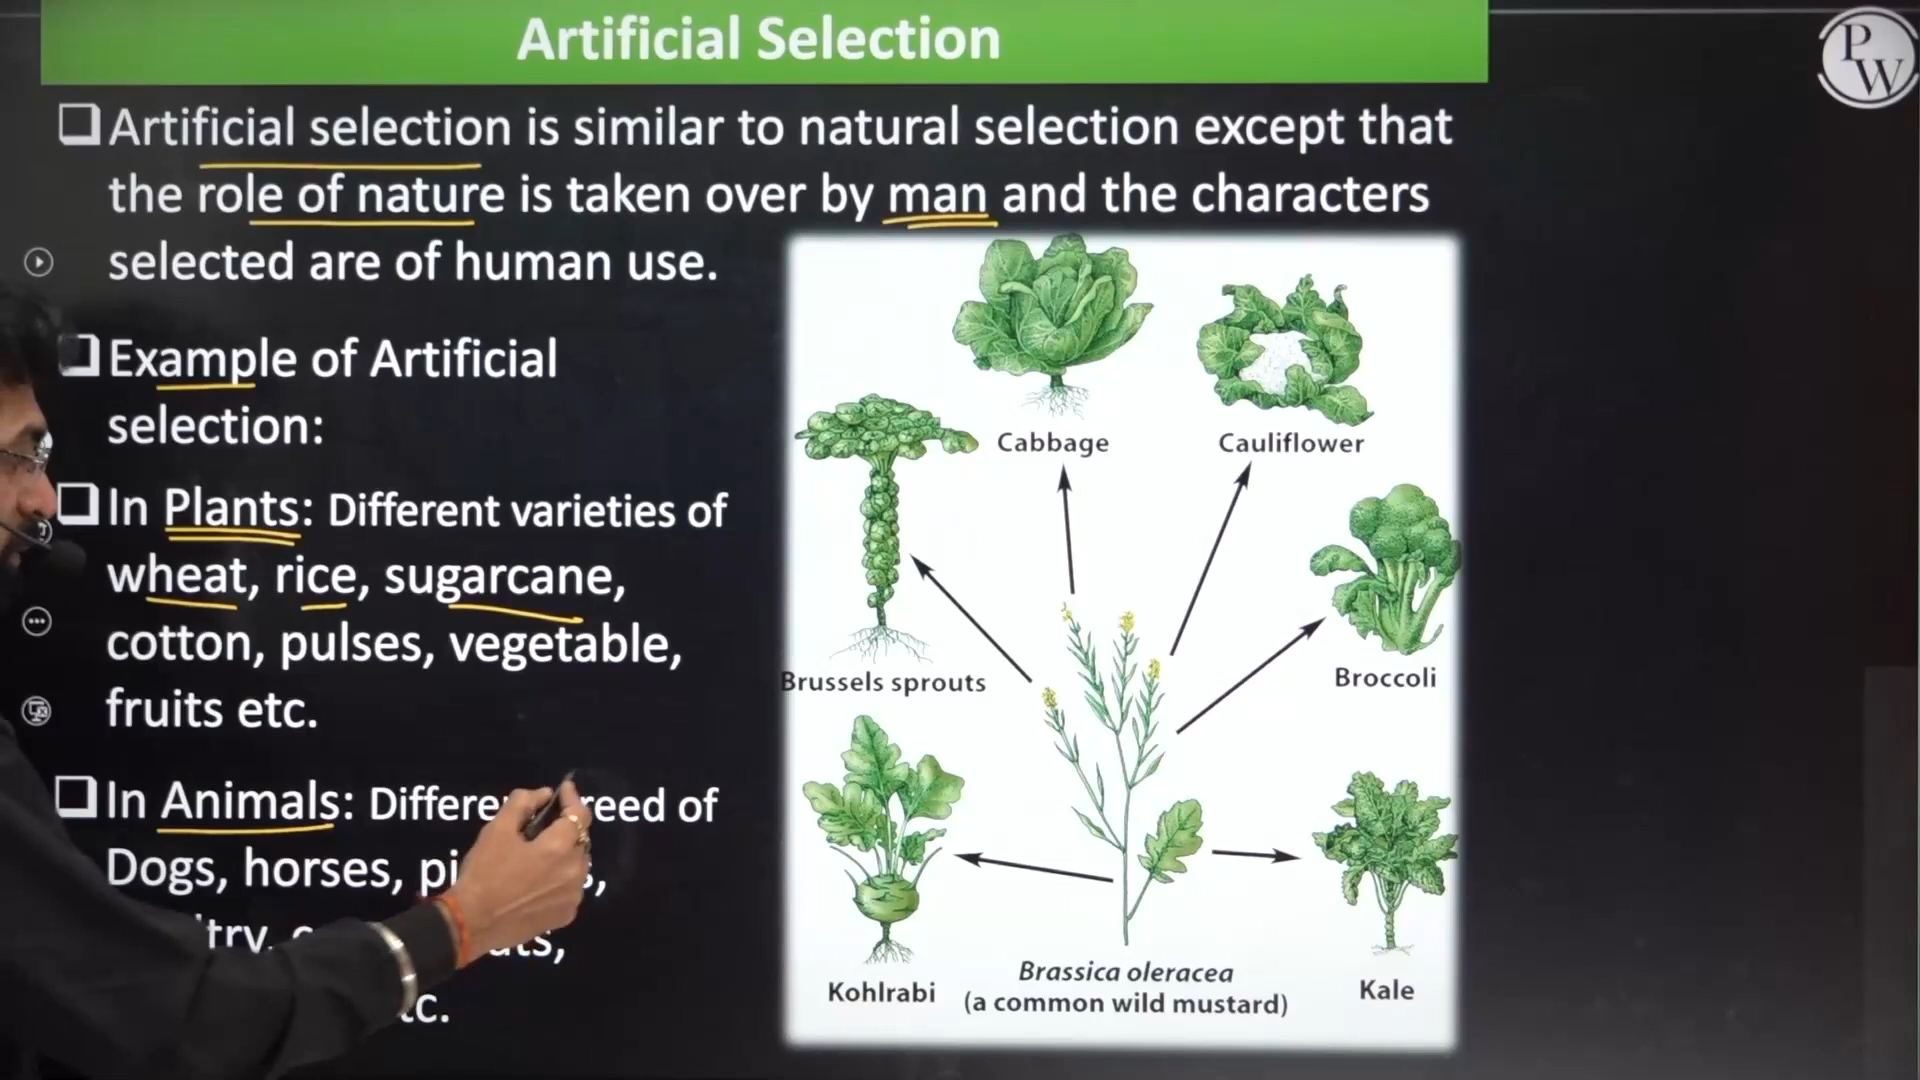 Artificial Selection
PW
Artificial selection is similar to natural selection except that
the role of nature is taken over by man and the characters
selected are of human use.
Example of Artificial
selection:
In Plants: Different varieties of
wheat, rice, sugarcane,
cotton, pulses, vegetable,
fruits etc.
In Animals: breed of
Dogs, horses,
Cabbage
Cauliflower
Brussels sprouts
Broccoli
Kohlrabi
Brassica oleracea
(a common wild mustard)
Kale